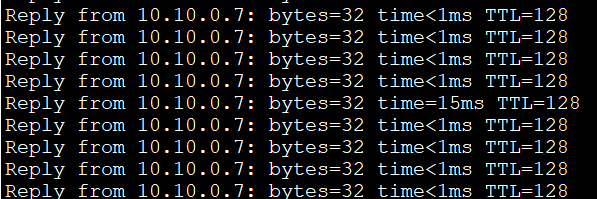 Reply from 10.10.0.7: bytes=32 time<1ms TTL=128
Reply from 10.10.0.7: bytes=32 time<1ms TTL=128
Reply from 10.10.0.7: bytes=32 time<1ms TTL=128
Reply from 10.10.0.7: bytes=32 time<1ms TTL=128
Reply from 10.10.0.7: bytes=32 time=15ms TTL=128
Reply from 10.10.0.7: bytes=32 time<1ms TTL=128
Reply from 10.10.0.7: bytes=32 time<1ms TTL=128
Reply from 10.10.0.7: bytes=32 time<1ms TTL=128
Reply from 10.10.0.7: bytes=32 time<1ms TTL=128